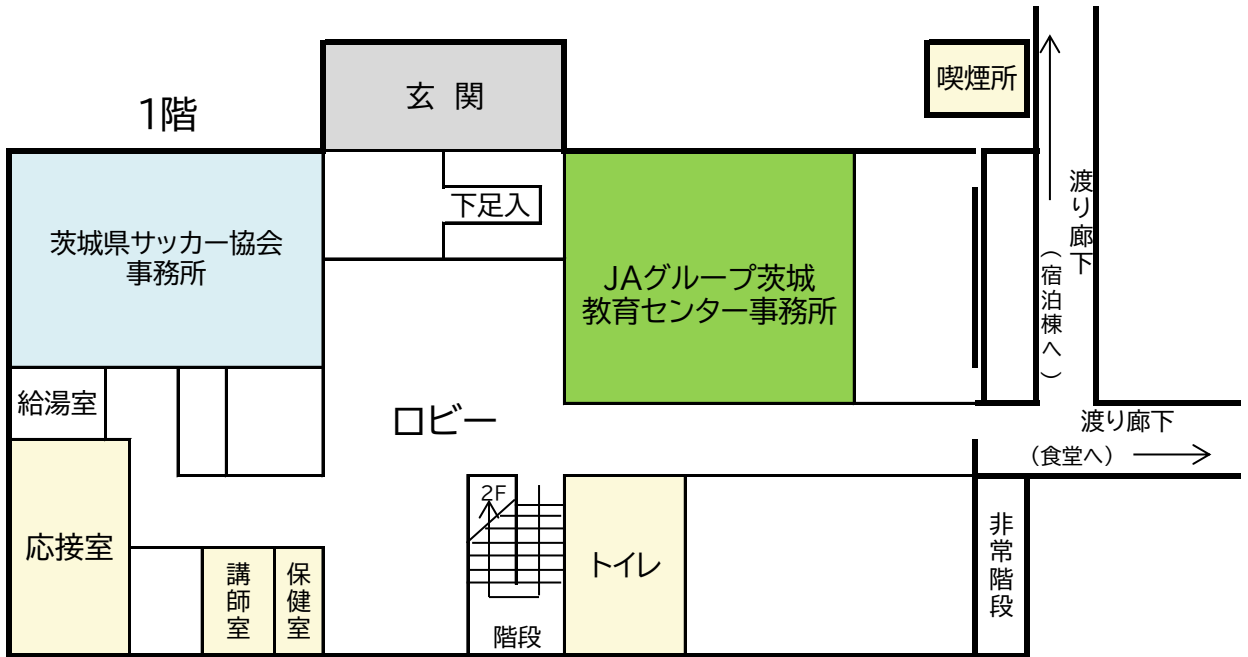 玄 関
喫煙所
1階
下足入
渡り廊下
（宿泊棟へ）
茨城県サッカー協会
事務所
JAグループ茨城
教育センター事務所
給湯室
ロビー
渡り廊下
（食堂へ）
2F
応接室
講師室
保健室
階段
トイレ
非常階段